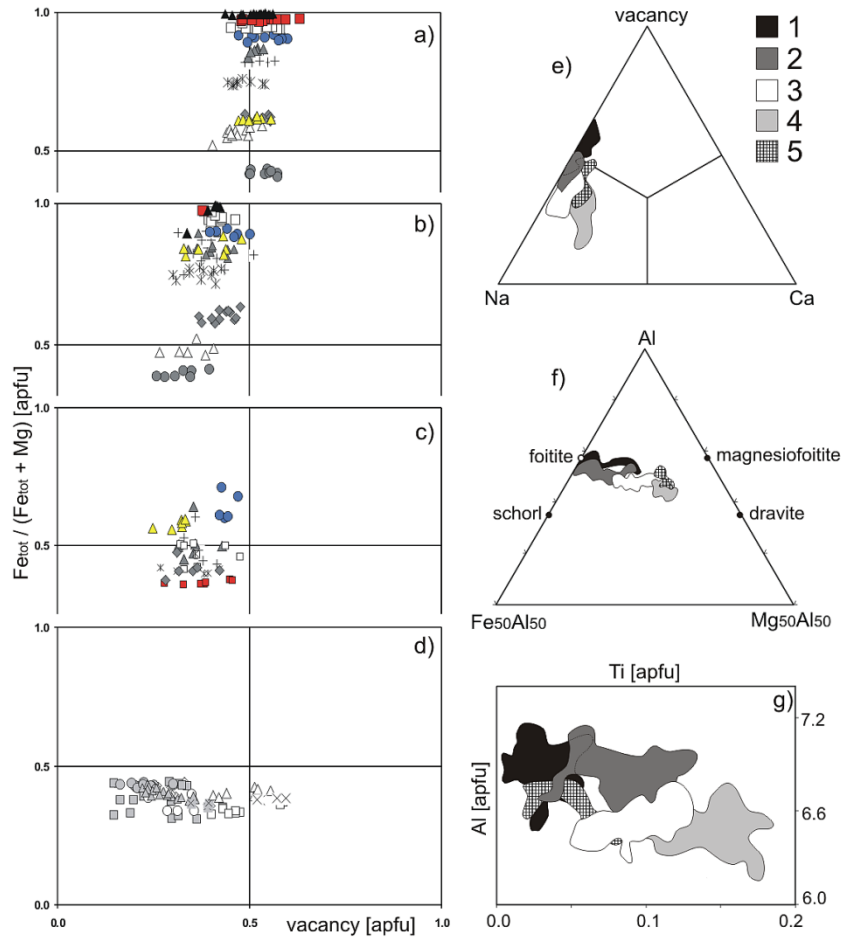 1.0
a)
0.5
1.0
b)
0.5
1.0
c)
0.5
1.0
d)
0.5
0.0
0.0
0.5
1.0
vacancy [apfu]
Fetot / (Fetot + Mg) [apfu]
vacancy
e)
Na
Ca
1
2
3
4
5
Al
f)
foitite
magnesiofoitite
schorl
dravite
Fe50Al50
Mg50Al50
Ti [apfu]
g)
7.2
6.6
6.0
Al [apfu]
0.0
0.1
0.2